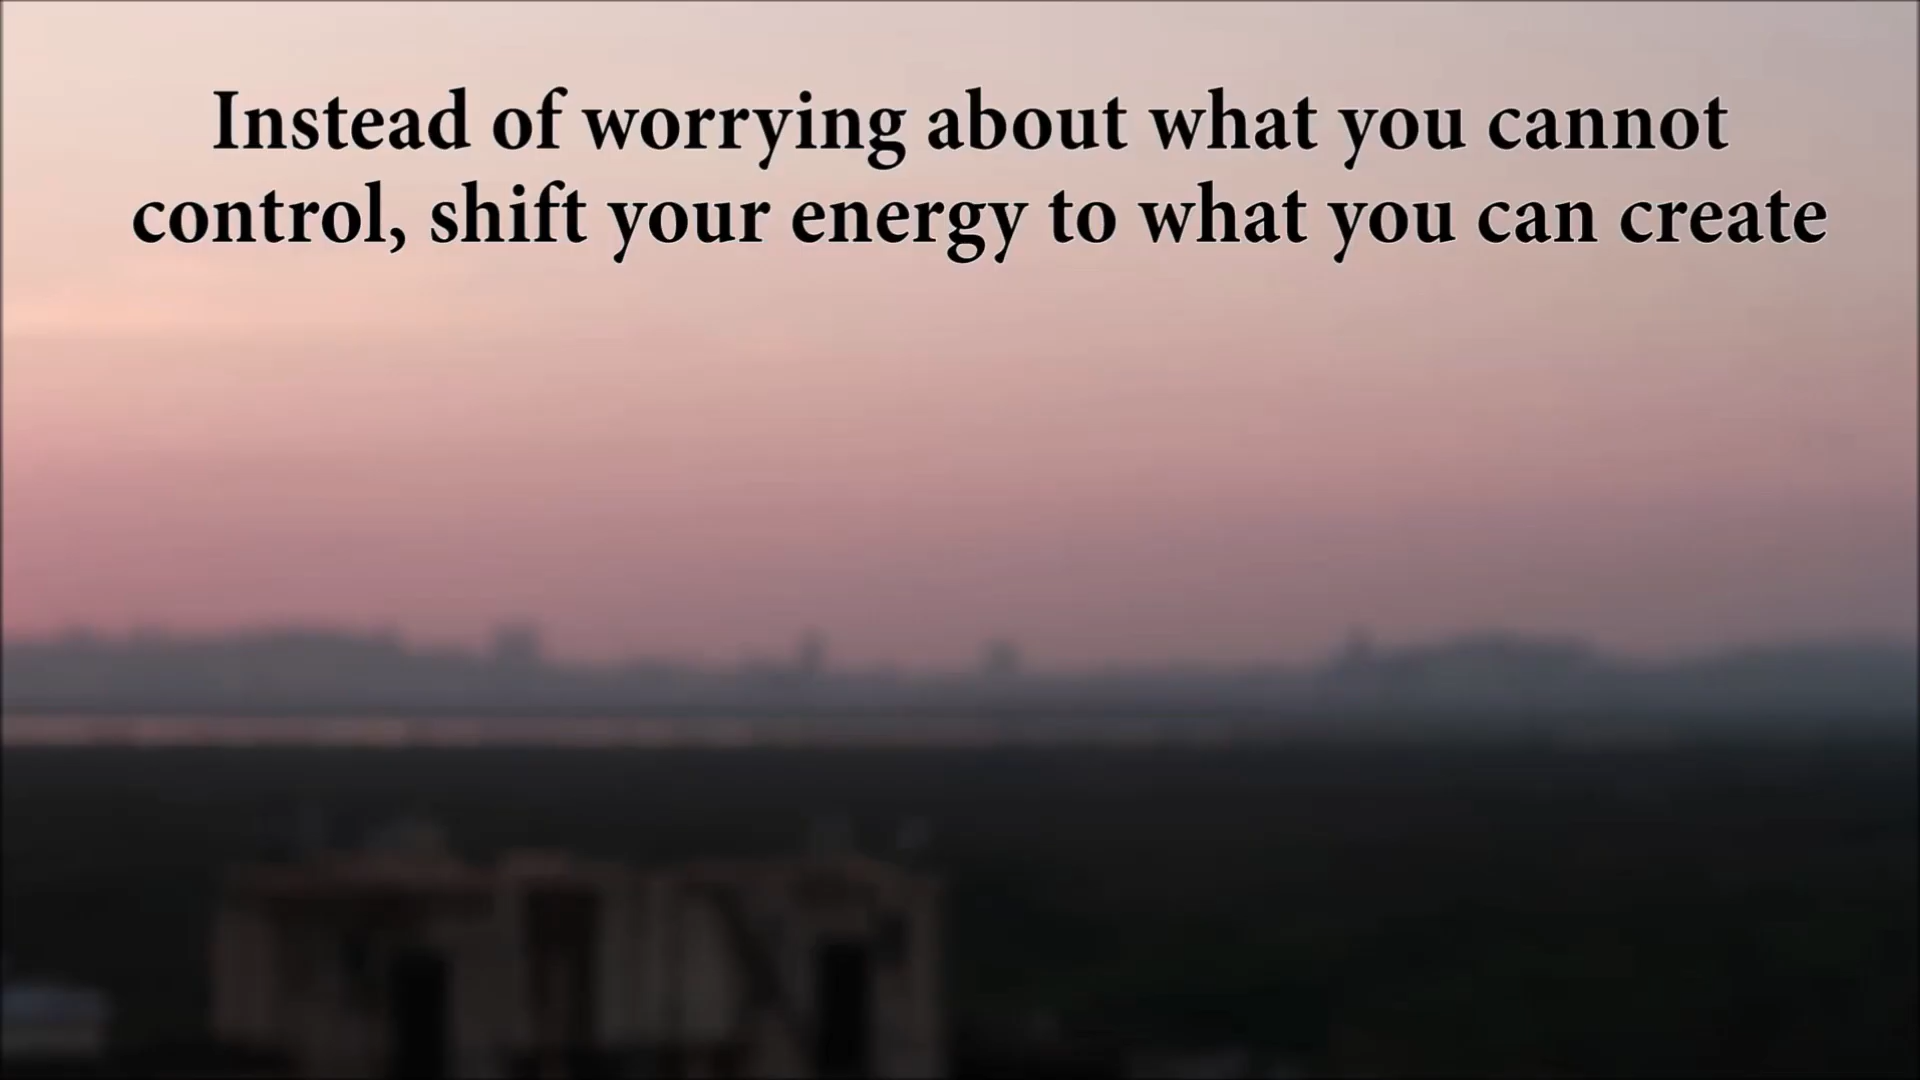 Instead of worrying about what you cannot
control, shift your energy to what you can create